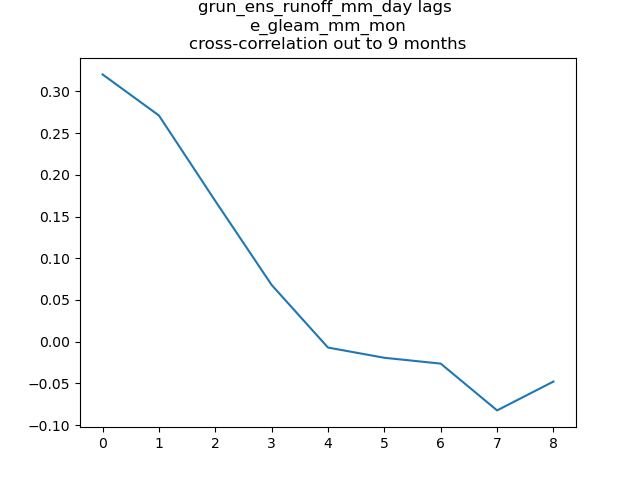 grun_ens_runoff_mm_day lags
e_gleam_mm_mon
cross-correlation out to 9 months
0.30
0.25
0.20
0.15
0.10
0.05
0.00
−0.05
−0.10
0 1 2 3 4 5 6 7 8